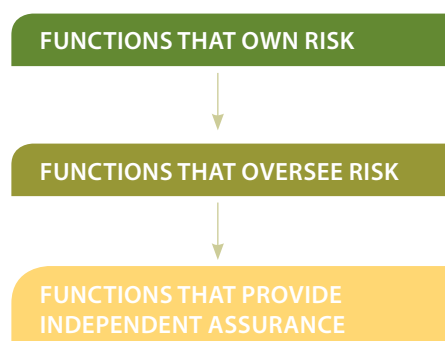 FUNCTIONS THAT OWN RISK
FUNCTIONS THAT OVERSEE RISK
FUNCTIONS THAT PROVIDE
INDEPENDENT ASSURANCE